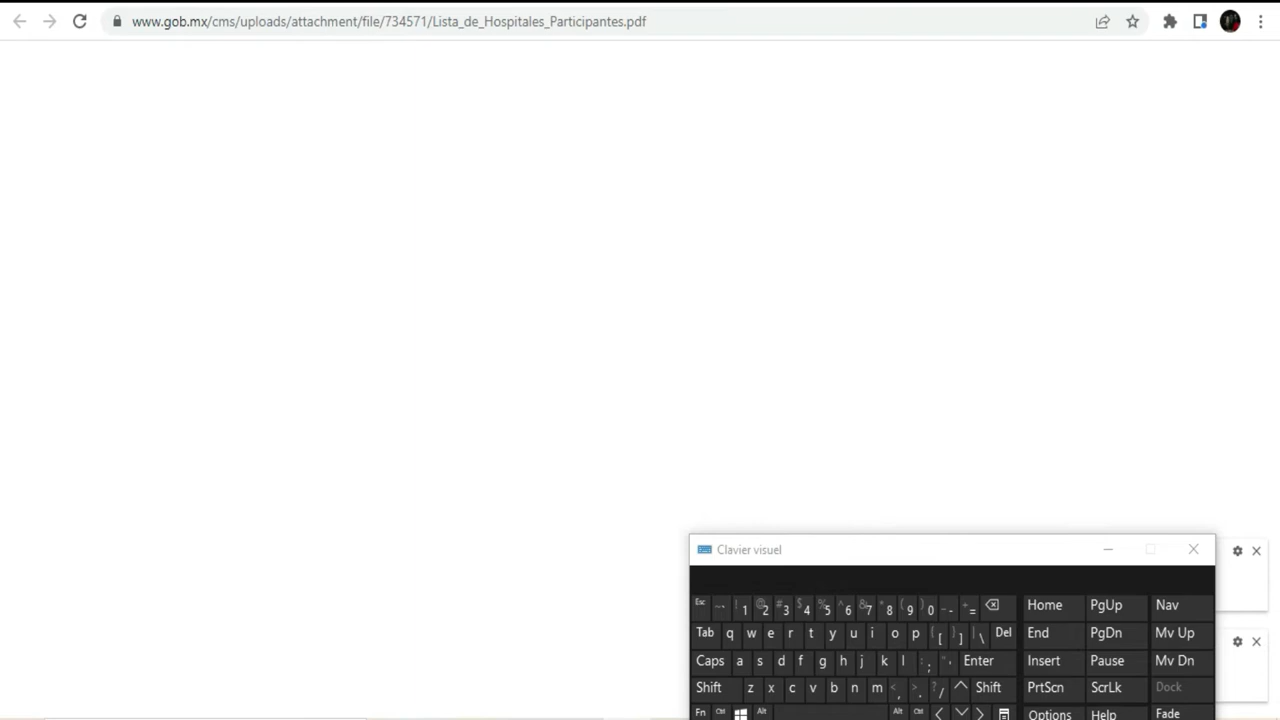 www.gob.mx/cms/uploads/attachment/file/734571/Lista_de_Hospitales_Participantes.pdf
Clavier visuel
Esc ~ ` ! 1 @ 2 # 3 $ 4 % 5 ^ 6 & 7 * 8 ( 9 ) 0 _ - + = Home PgUp Nav
Tab q w e r t y u i o p { [ } ] | \ Del End PgDn Mv Up
Caps a s d f g h j k l : ; " ' Enter Insert Pause Mv Dn
Shift z x c v b n m < , > . ? / Shift PrtScn ScrLk Dock
Fn Ctrl Alt Alt Ctrl Options Help Fade